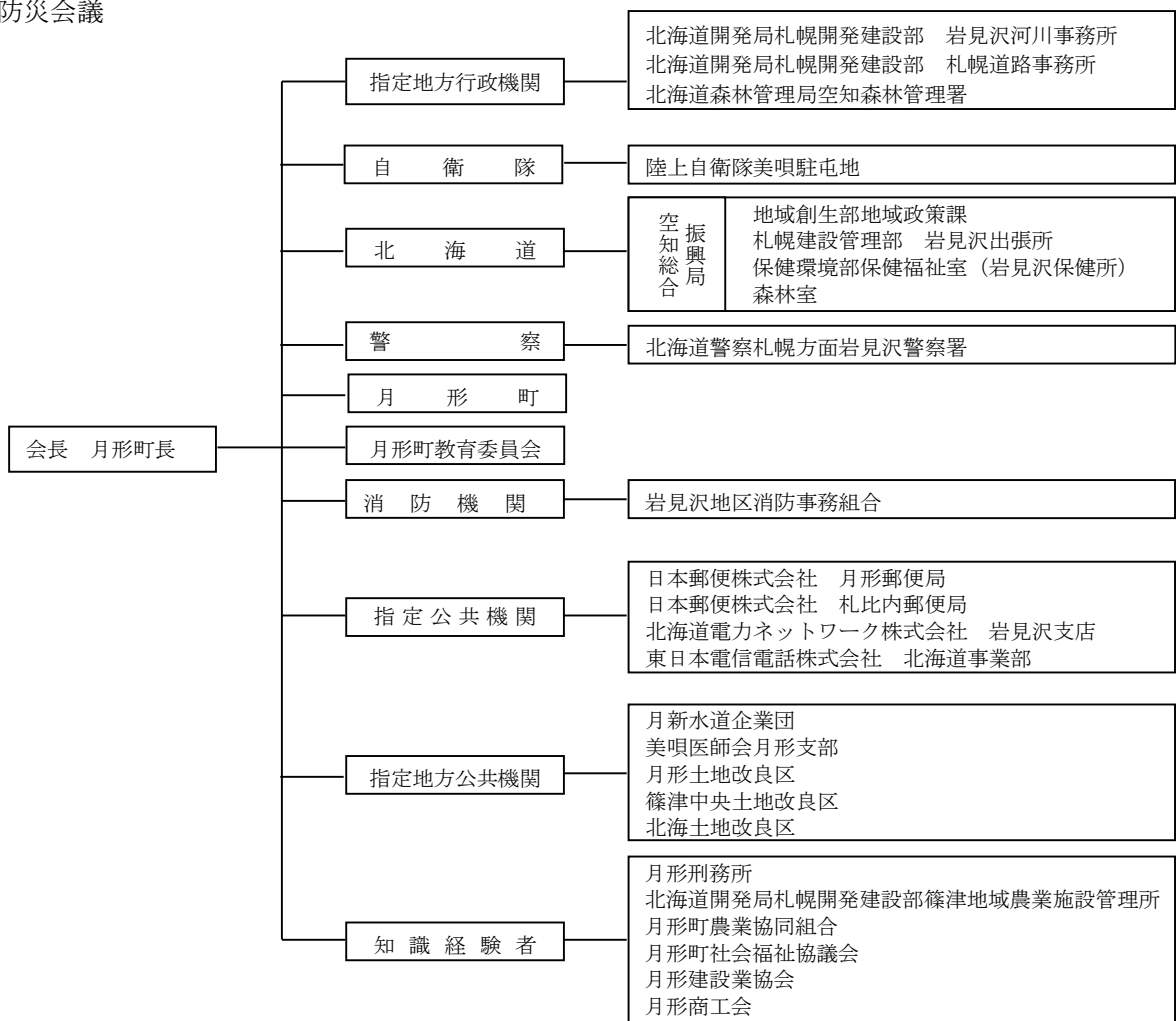 防災会議
北海道開発局札幌開発建設部　岩見沢河川事務所
指定地方行政機関
北海道開発局札幌開発建設部　札幌道路事務所
北海道森林管理局空知森林管理署
自衛隊
陸上自衛隊美唄駐屯地
北海道
空知総合
振興局
地域創生部地域政策課
札幌建設管理部　岩見沢出張所
保健環境部保健福祉室（岩見沢保健所）
森林室
警察
北海道警察札幌方面岩見沢警察署
月形町
会長　月形町長
月形町教育委員会
消防機関
岩見沢地区消防事務組合
指定公共機関
日本郵便株式会社　月形郵便局
日本郵便株式会社　札比内郵便局
北海道電力ネットワーク株式会社　岩見沢支店
東日本電信電話株式会社　北海道事業部
指定地方公共機関
月新水道企業団
美唄医師会月形支部
月形土地改良区
篠津中央土地改良区
北海土地改良区
知識経験者
月形刑務所
北海道開発局札幌開発建設部篠津地域農業施設管理所
月形町農業協同組合
月形町社会福祉協議会
月形建設業協会
月形商工会